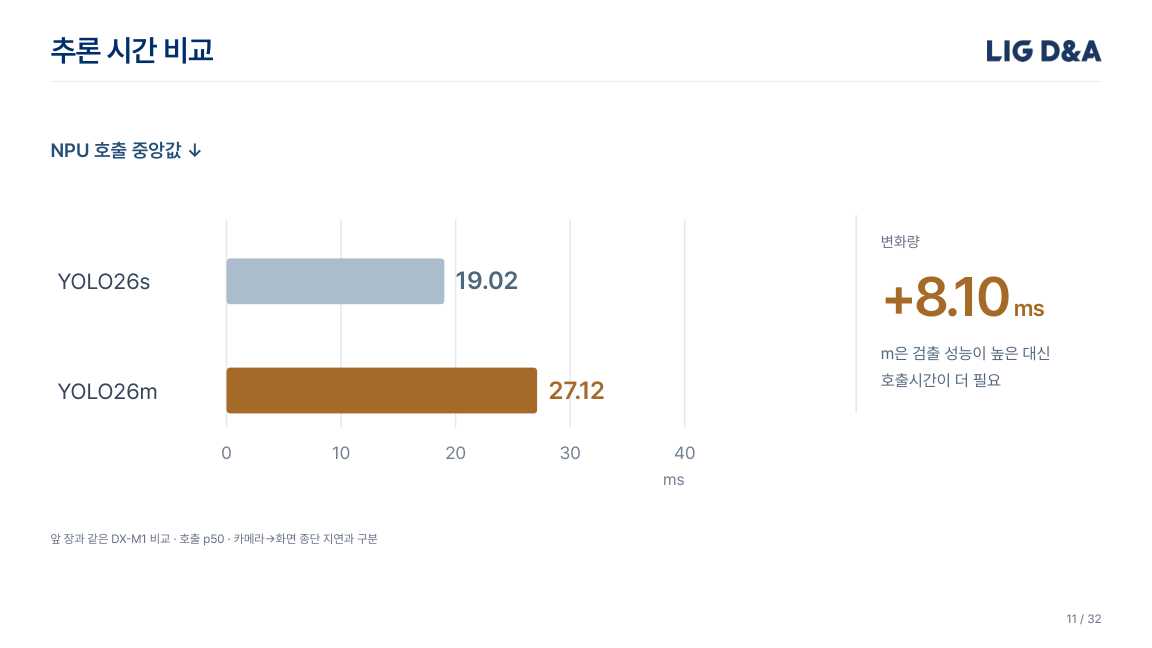 추론 시간 비교
LIG D&A
NPU 호출 중앙값 ↓
YOLO26s
19.02
YOLO26m
27.12
0 10 20 30 40
ms
변화량
+8.10 ms
m은 검출 성능이 높은 대신
호출시간이 더 필요
앞 장과 같은 DX-M1 비교 · 호출 p50 · 카메라→화면 종단 지연과 구분
11 / 32